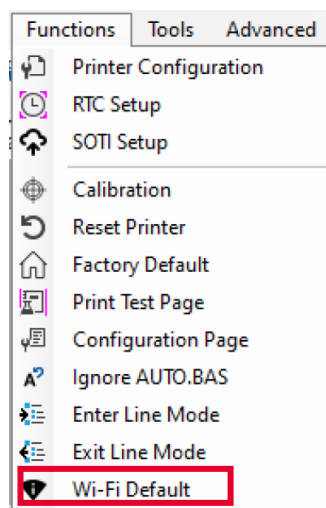 Functions Tools Advanced
Printer Configuration
RTC Setup
SOTI Setup
Calibration
Reset Printer
Factory Default
Print Test Page
Configuration Page
Ignore AUTO.BAS
Enter Line Mode
Exit Line Mode
Wi-Fi Default